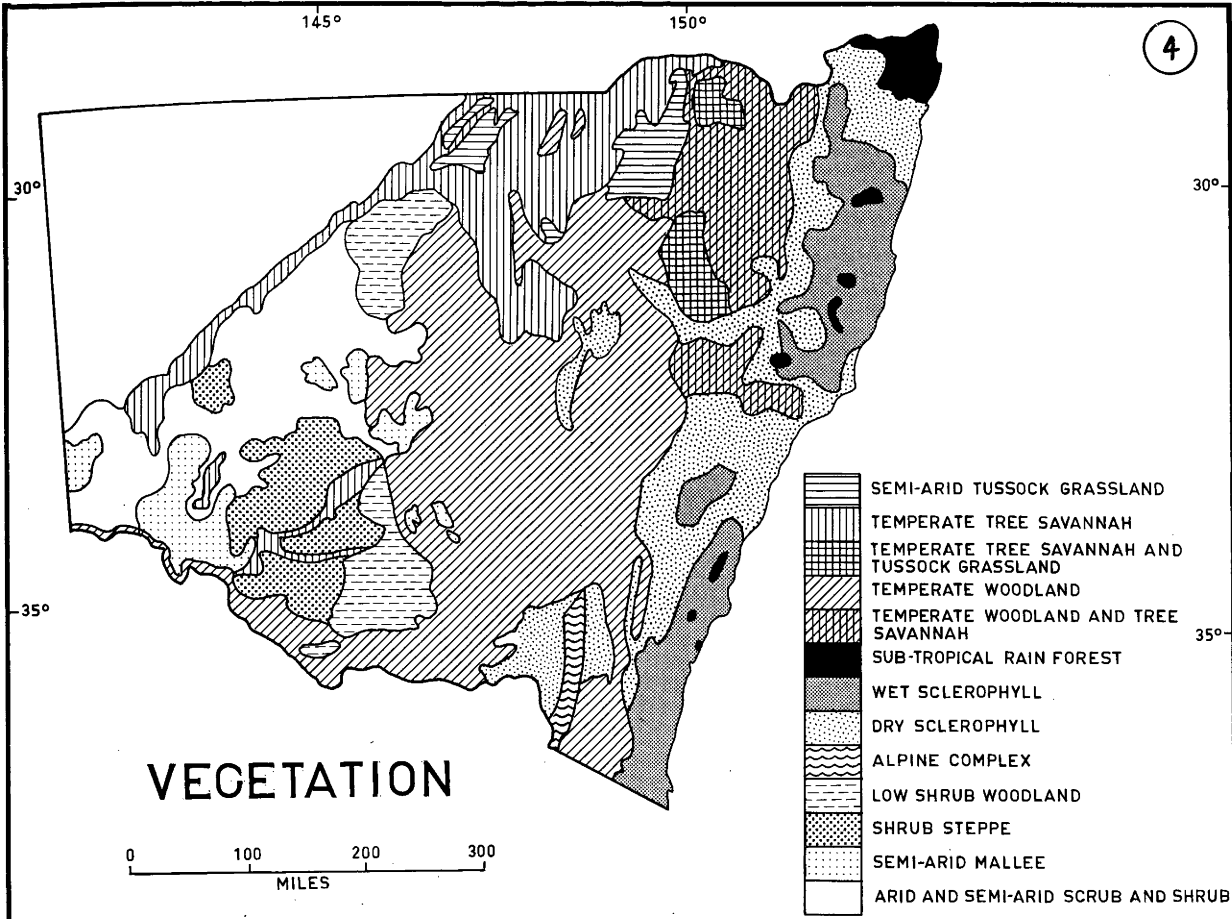 145°
150°
4
30°
30°
35°
35°
SEMI-ARID TUSSOCK GRASSLAND
TEMPERATE TREE SAVANNAH
TEMPERATE TREE SAVANNAH AND
TUSSOCK GRASSLAND
TEMPERATE WOODLAND
TEMPERATE WOODLAND AND TREE
SAVANNAH
SUB-TROPICAL RAIN FOREST
WET SCLEROPHYLL
DRY SCLEROPHYLL
ALPINE COMPLEX
LOW SHRUB WOODLAND
SHRUB STEPPE
SEMI-ARID MALLEE
ARID AND SEMI-ARID SCRUB AND SHRUB
VEGETATION
0 100 200 300
MILES